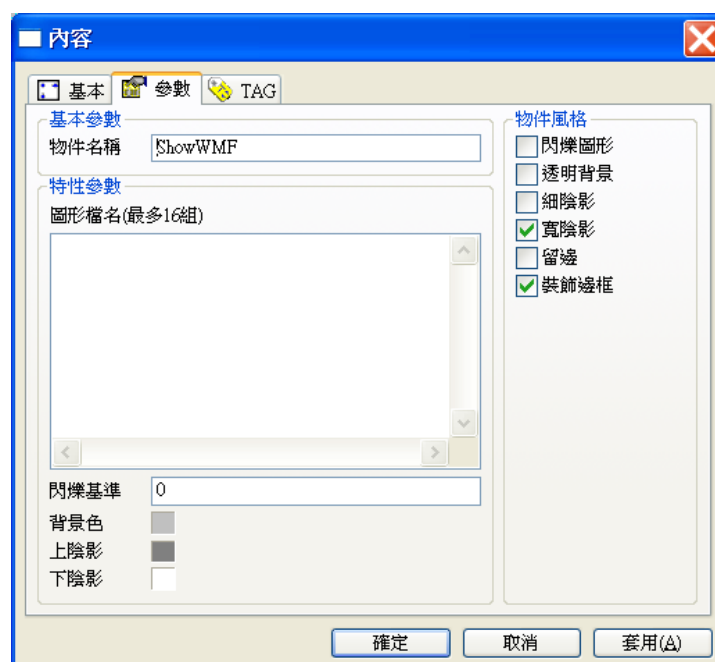 內容
基本 參數 TAG
基本參數
物件名稱 ShowWMF
特性參數
圖形檔名(最多16組)
閃爍基準 0
背景色
上陰影
下陰影
物件風格
閃爍圖形
透明背景
細陰影
寬陰影
留邊
裝飾邊框
確定 取消 套用(A)